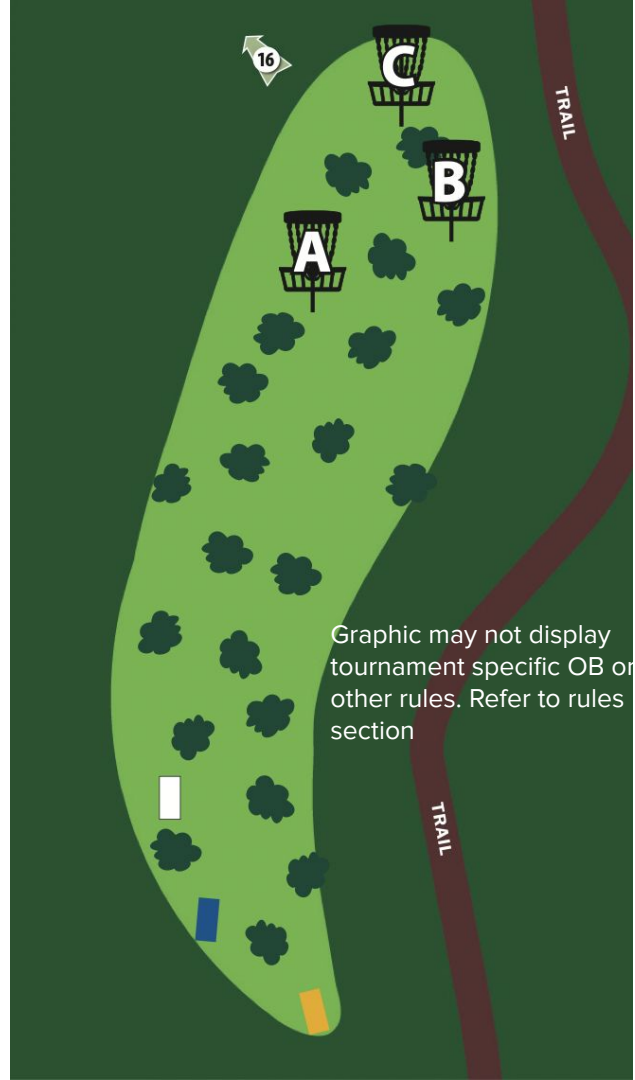 16
C
TRAIL
B
A
Graphic may not display
tournament specific OB or
other rules. Refer to rules
section
TRAIL